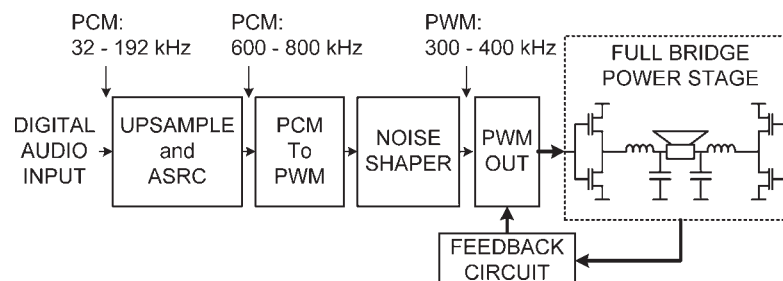 PCM:
32 - 192 kHz
PCM:
600 - 800 kHz
PWM:
300 - 400 kHz
FULL BRIDGE
POWER STAGE
DIGITAL
AUDIO
INPUT
UPSAMPLE
and
ASRC
PCM
To
PWM
NOISE
SHAPER
PWM
OUT
FEEDBACK
CIRCUIT